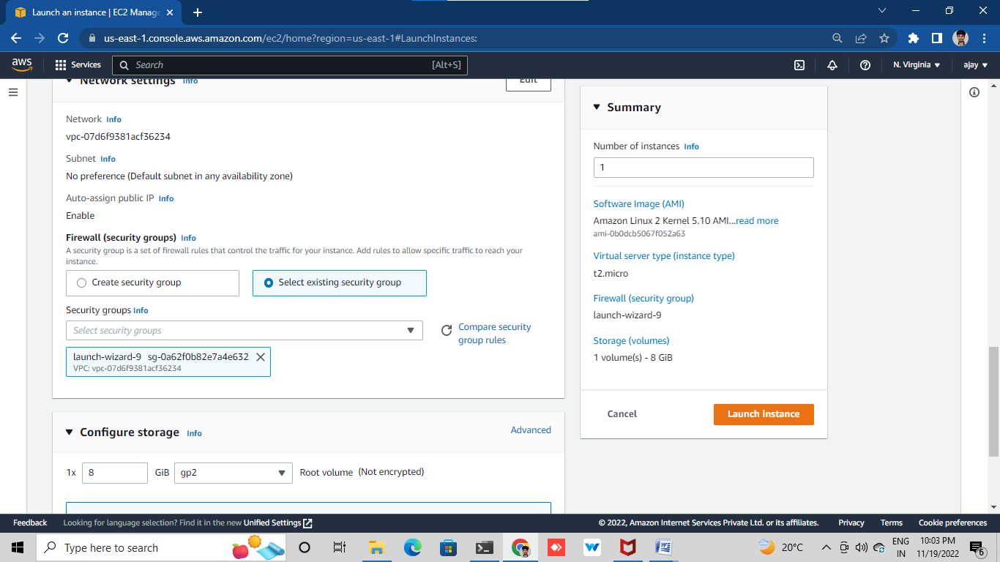 Launch an instance | EC2 Manage
us-east-1.console.aws.amazon.com/ec2/home?region=us-east-1#LaunchInstances:
aws
Services
Search
[Alt+S]
N. Virginia
ajay
Network settings
Info
Edit
Network Info
vpc-07d6f9381acf36234
Subnet Info
No preference (Default subnet in any availability zone)
Auto-assign public IP Info
Enable
Firewall (security groups) Info
A security group is a set of firewall rules that control the traffic for your instance. Add rules to allow specific traffic to reach your
instance.
Create security group
Select existing security group
Security groups Info
Select security groups
Compare security
group rules
launch-wizard-9 sg-0a62f0b82e7a4e632
VPC: vpc-07d6f9381acf36234
Configure storage Info
Advanced
1x 8 GiB gp2 Root volume (Not encrypted)
Summary
Number of instances Info
1
Software Image (AMI)
Amazon Linux 2 Kernel 5.10 AMI...read more
ami-0b0dcb5067f052a63
Virtual server type (instance type)
t2.micro
Firewall (security group)
launch-wizard-9
Storage (volumes)
1 volume(s) - 8 GiB
Cancel
Launch instance
Feedback
Looking for language selection? Find it in the new Unified Settings
© 2022, Amazon Internet Services Private Ltd. or its affiliates.
Privacy
Terms
Cookie preferences
Type here to search
20°C
ENG
IN
10:03 PM
11/19/2022
6